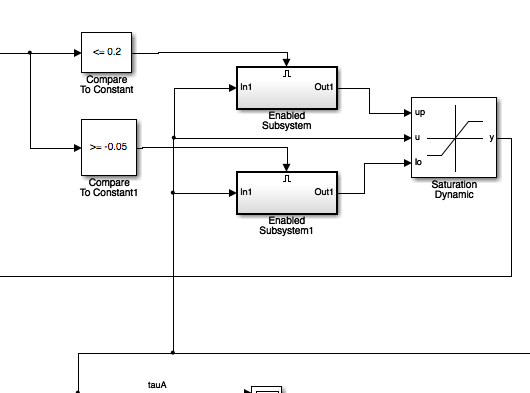 <= 0.2
Compare
To Constant
In1
Out1
Enabled
Subsystem
up
u
y
lo
Saturation
Dynamic
>= -0.05
Compare
To Constant1
In1
Out1
Enabled
Subsystem1
tauA